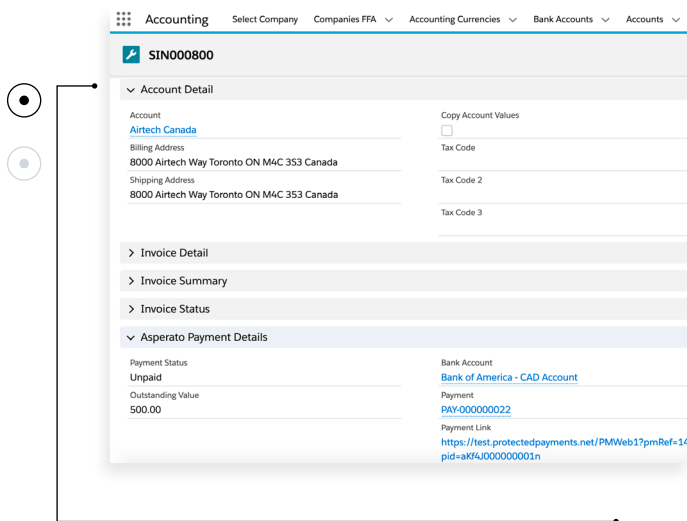 Accounting Select Company Companies FFA Accounting Currencies Bank Accounts Accounts
SIN000800
Account Detail
Account Copy Account Values
Airtech Canada
Billing Address Tax Code
8000 Airtech Way Toronto ON M4C 3S3 Canada
Shipping Address Tax Code 2
8000 Airtech Way Toronto ON M4C 3S3 Canada
Tax Code 3
Invoice Detail
Invoice Summary
Invoice Status
Asperato Payment Details
Payment Status Bank Account
Unpaid Bank of America - CAD Account
Outstanding Value Payment
500.00 PAY-000000022
Payment Link
https://test.protectedpayments.net/PMWeb1?pmRef=14
pid=aKf4J000000001n